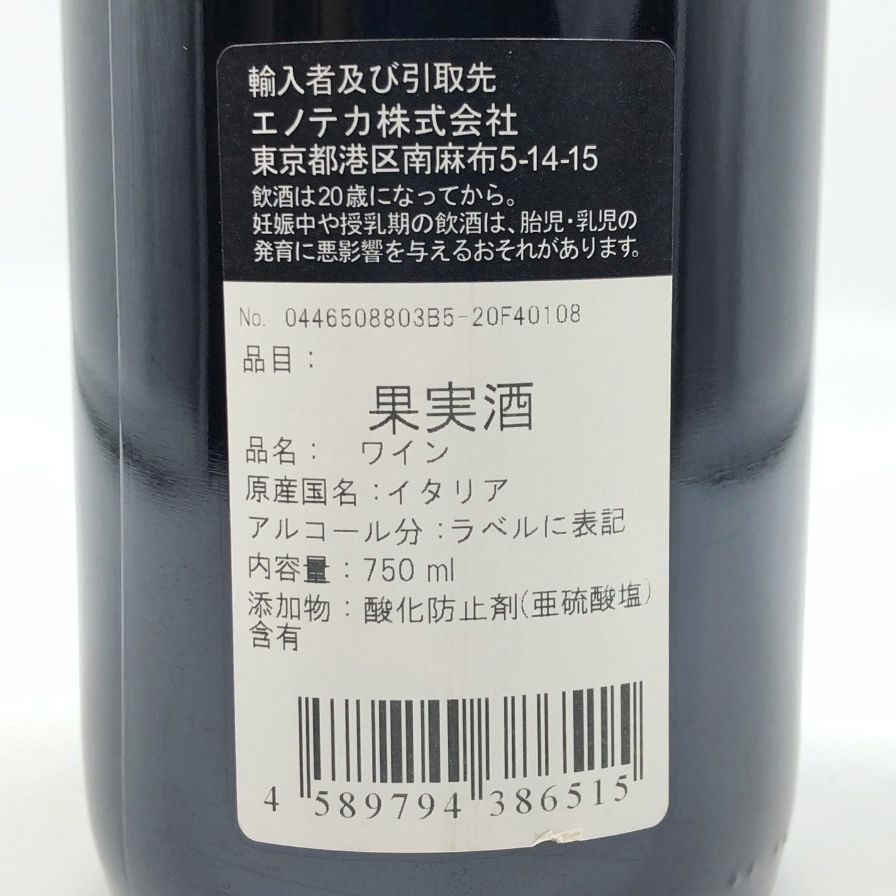 輸入者及び引取先
エノテカ株式会社
東京都港区南麻布5-14-15
飲酒は20歳になってから。
妊娠中や授乳期の飲酒は、胎児・乳児の
発育に悪影響を与えるおそれがあります。
No. 0446508803B5-20F40108
品目：
果実酒
品名： ワイン
原産国名：イタリア
アルコール分：ラベルに表記
内容量：750 ml
添加物：酸化防止剤(亜硫酸塩)
含有
4 589794 386515